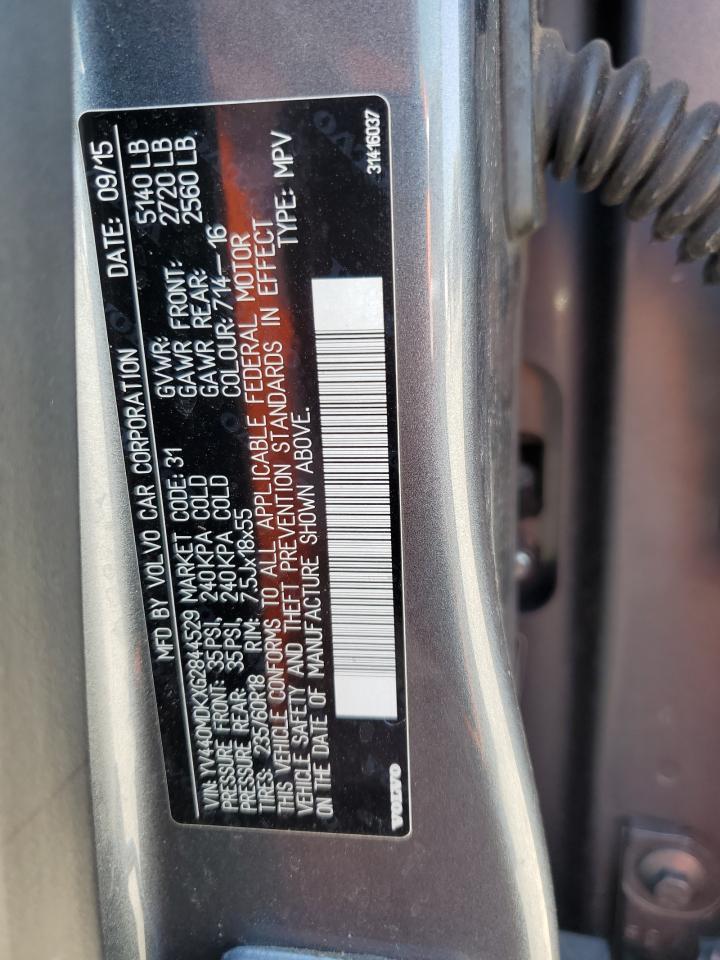 MFD BY VOLVO CAR CORPORATION DATE: 09/15
VIN: YV440MDKXG2844529 MARKET CODE: 31 GVWR: 5140 LB
PRESSURE FRONT: 35PSI, 240KPA COLD GAWR FRONT: 2720 LB
PRESSURE REAR: 35PSI, 240KPA COLD GAWR REAR: 2560 LB
TIRES: 235/60R18 RIM: 7.5Jx18x55 COLOUR: 714-16
THIS VEHICLE CONFORMS TO ALL APPLICABLE FEDERAL MOTOR
VEHICLE SAFETY AND THEFT PREVENTION STANDARDS IN EFFECT
ON THE DATE OF MANUFACTURE SHOWN ABOVE. TYPE: MPV
VOLVO 31416037